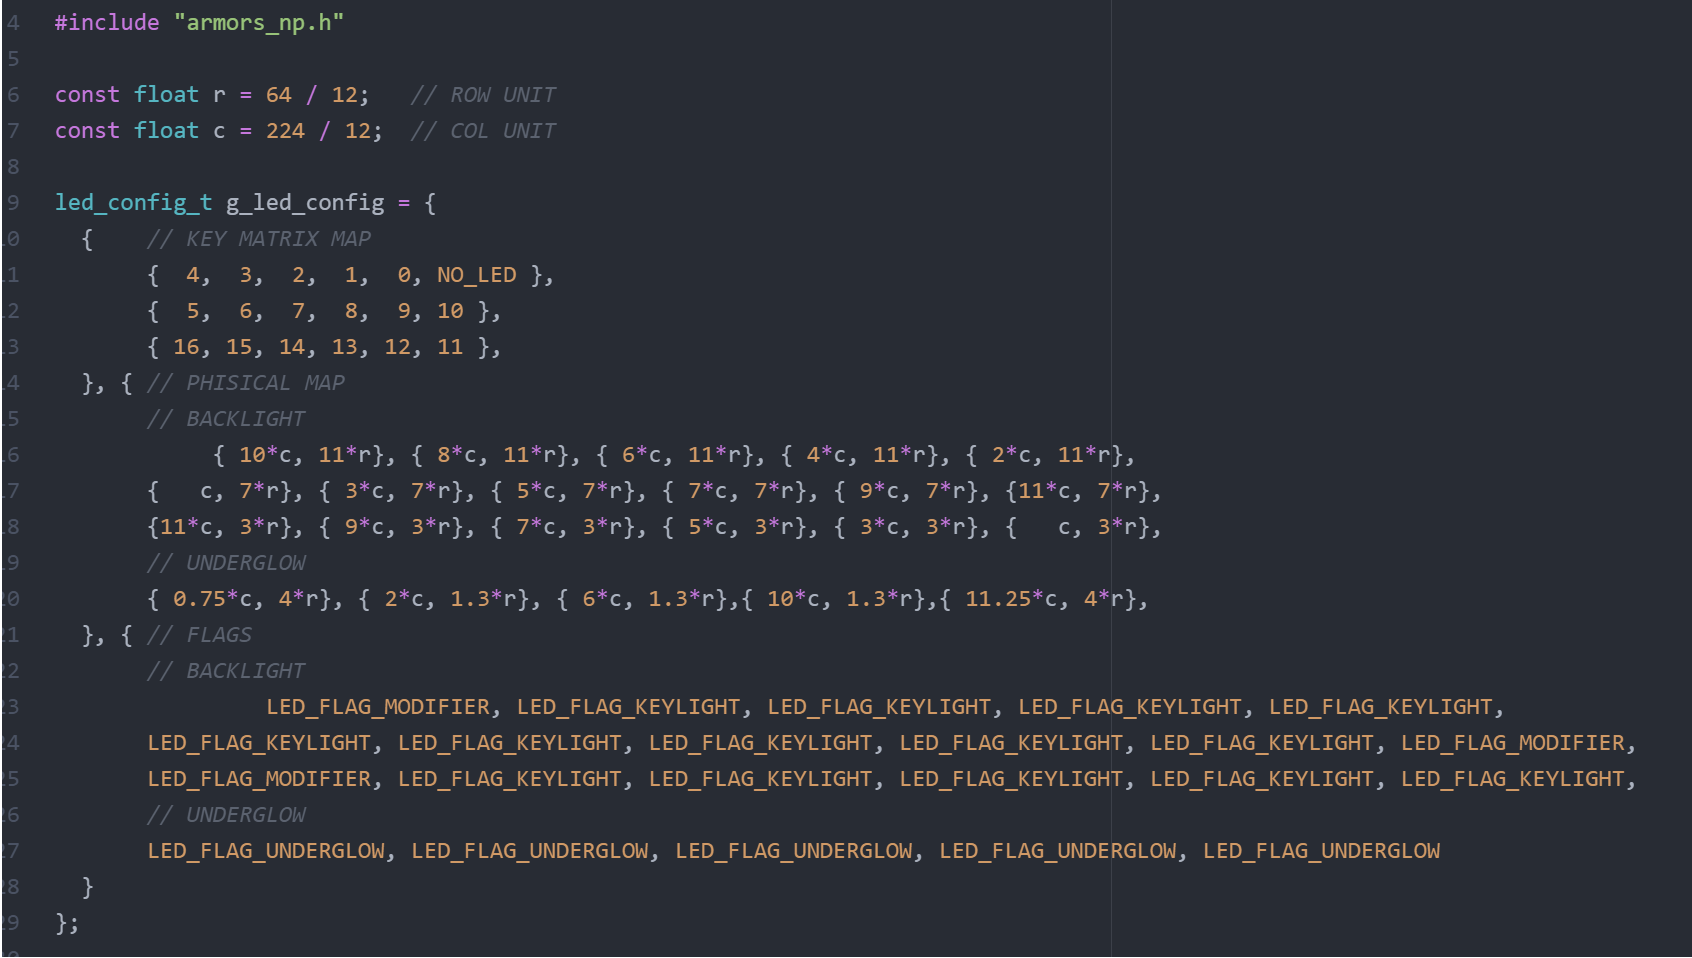 4 #include "armors_np.h"
5
6 const float r = 64 / 12;   // ROW UNIT
7 const float c = 224 / 12;  // COL UNIT
8
9 led_config_t g_led_config = {
10   {    // KEY MATRIX MAP
11        {  4,  3,  2,  1,  0, NO_LED },
12        {  5,  6,  7,  8,  9, 10 },
13        { 16, 15, 14, 13, 12, 11 },
14   }, { // PHISICAL MAP
15        // BACKLIGHT
16             { 10*c, 11*r}, { 8*c, 11*r}, { 6*c, 11*r}, { 4*c, 11*r}, { 2*c, 11*r},
17        {   c, 7*r}, { 3*c, 7*r}, { 5*c, 7*r}, { 7*c, 7*r}, { 9*c, 7*r}, {11*c, 7*r},
18        {11*c, 3*r}, { 9*c, 3*r}, { 7*c, 3*r}, { 5*c, 3*r}, { 3*c, 3*r}, {   c, 3*r},
19        // UNDERGLOW
20        { 0.75*c, 4*r}, { 2*c, 1.3*r}, { 6*c, 1.3*r},{ 10*c, 1.3*r},{ 11.25*c, 4*r},
21   }, { // FLAGS
22        // BACKLIGHT
23                 LED_FLAG_MODIFIER, LED_FLAG_KEYLIGHT, LED_FLAG_KEYLIGHT, LED_FLAG_KEYLIGHT, LED_FLAG_KEYLIGHT,
24        LED_FLAG_KEYLIGHT, LED_FLAG_KEYLIGHT, LED_FLAG_KEYLIGHT, LED_FLAG_KEYLIGHT, LED_FLAG_KEYLIGHT, LED_FLAG_MODIFIER,
25        LED_FLAG_MODIFIER, LED_FLAG_KEYLIGHT, LED_FLAG_KEYLIGHT, LED_FLAG_KEYLIGHT, LED_FLAG_KEYLIGHT, LED_FLAG_KEYLIGHT,
26        // UNDERGLOW
27        LED_FLAG_UNDERGLOW, LED_FLAG_UNDERGLOW, LED_FLAG_UNDERGLOW, LED_FLAG_UNDERGLOW, LED_FLAG_UNDERGLOW
28   }
29 };